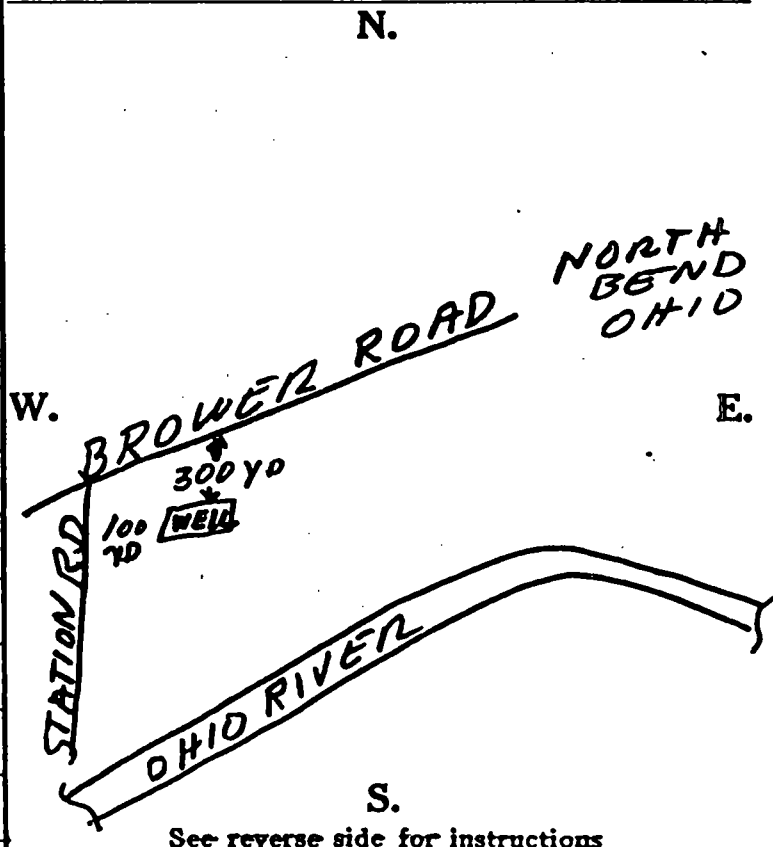 N.
NORTH
BEND
OHIO
BROWER ROAD
W.
E.
300 YD
100
YD
WELL
STATION RD
OHIO RIVER
S.
See reverse side for instructions